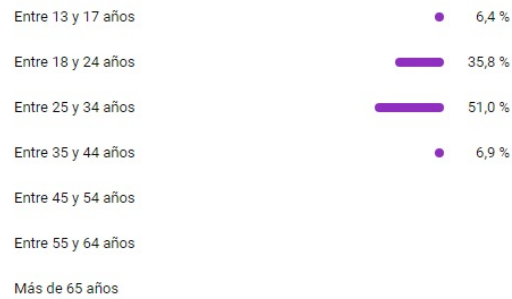 Entre 13 y 17 años 6,4 %
Entre 18 y 24 años 35,8 %
Entre 25 y 34 años 51,0 %
Entre 35 y 44 años 6,9 %
Entre 45 y 54 años
Entre 55 y 64 años
Más de 65 años